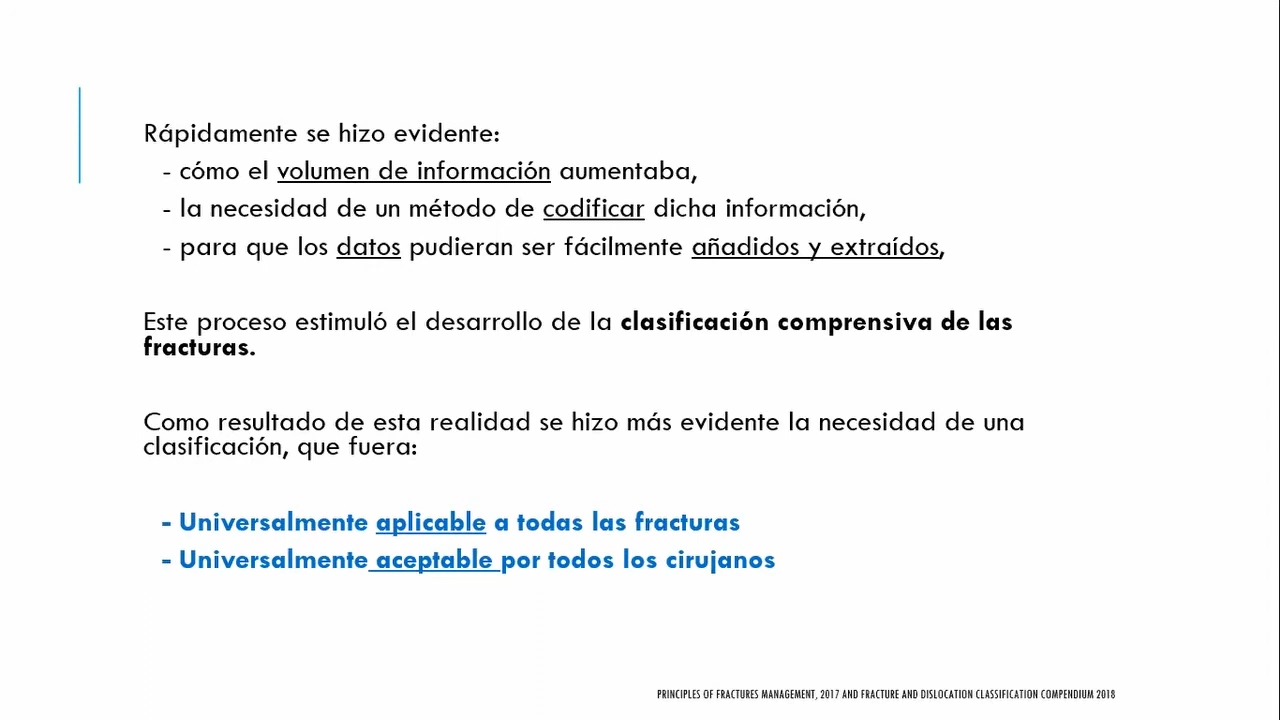 Rápidamente se hizo evidente:
- cómo el volumen de información aumentaba,
- la necesidad de un método de codificar dicha información,
- para que los datos pudieran ser fácilmente añadidos y extraídos,
Este proceso estimuló el desarrollo de la clasificación comprensiva de las
fracturas.
Como resultado de esta realidad se hizo más evidente la necesidad de una
clasificación, que fuera:
- Universalmente aplicable a todas las fracturas
- Universalmente aceptable por todos los cirujanos
PRINCIPLES OF FRACTURES MANAGEMENT, 2017 AND FRACTURE AND DISLOCATION CLASSIFICATION COMPENDIUM 2018